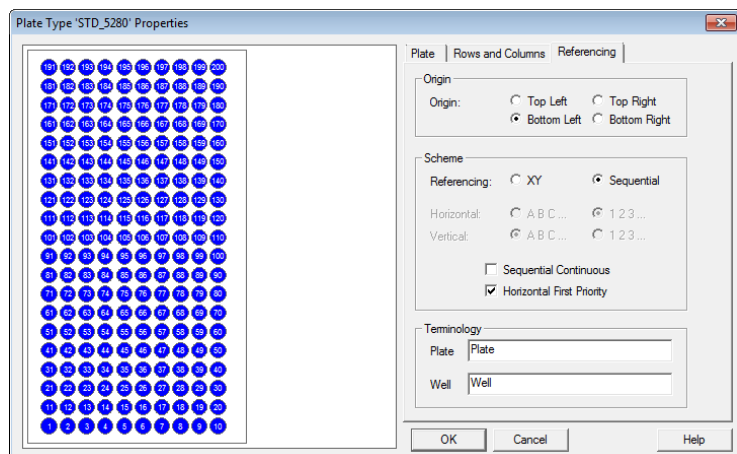 Plate Type 'STD_5280' Properties
191 192 193 194 195 196 197 198 199 200
181 182 183 184 185 186 187 188 189 190
171 172 173 174 175 176 177 178 179 180
161 162 163 164 165 166 167 168 169 170
151 152 153 154 155 156 157 158 159 160
141 142 143 144 145 146 147 148 149 150
131 132 133 134 135 136 137 138 139 140
121 122 123 124 125 126 127 128 129 130
111 112 113 114 115 116 117 118 119 120
101 102 103 104 105 106 107 108 109 110
91 92 93 94 95 96 97 98 99 100
81 82 83 84 85 86 87 88 89 90
71 72 73 74 75 76 77 78 79 80
61 62 63 64 65 66 67 68 69 70
51 52 53 54 55 56 57 58 59 60
41 42 43 44 45 46 47 48 49 50
31 32 33 34 35 36 37 38 39 40
21 22 23 24 25 26 27 28 29 30
11 12 13 14 15 16 17 18 19 20
1 2 3 4 5 6 7 8 9 10
Plate Rows and Columns Referencing
Origin
Origin: Top Left Top Right
Bottom Left Bottom Right
Scheme
Referencing: XY Sequential
Horizontal: A B C ... 1 2 3 ...
Vertical: A B C ... 1 2 3 ...
Sequential Continuous
Horizontal First Priority
Terminology
Plate Plate
Well Well
OK Cancel Help